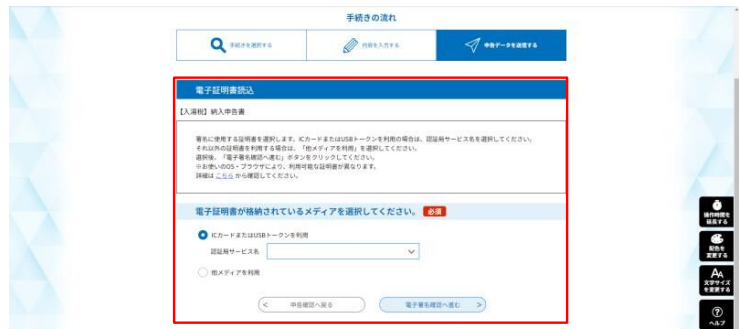 手続きの流れ
手続きを選択する
内容を入力する
申告データを送信する
電子証明書読込
【入湯税】納入申告書
署名に使用する証明書を選択します。ICカードまたはUSBトークンを利用の場合は、認証局サービス名を選択してください。
それ以外の証明書を利用する場合は、「他メディアを利用」を選択してください。
選択後、「電子署名確認へ進む」ボタンをクリックしてください。
※お使いのOS・ブラウザにより、利用可能な証明書が異なります。
詳細は こちら から確認してください。
電子証明書が格納されているメディアを選択してください。 必須
ICカードまたはUSBトークンを利用
認証局サービス名
他メディアを利用
申告確認へ戻る
電子署名確認へ進む
操作時間を
延長する
配色を
変更する
文字サイズ
を変更する
ヘルプ